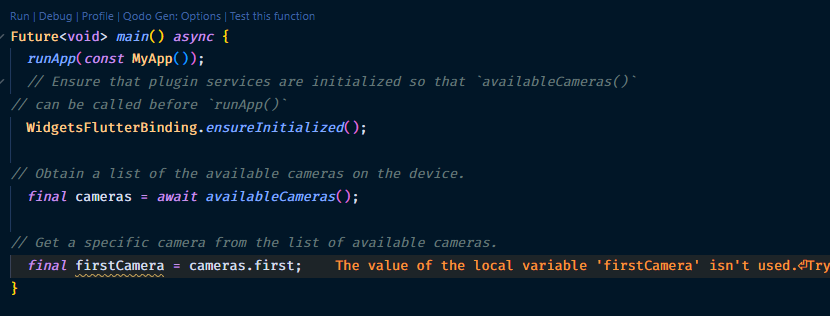 Run | Debug | Profile | Qodo Gen: Options | Test this function
Future<void> main() async {
runApp(const MyApp());
// Ensure that plugin services are initialized so that `availableCameras()`
// can be called before `runApp()`
WidgetsFlutterBinding.ensureInitialized();
// Obtain a list of the available cameras on the device.
final cameras = await availableCameras();
// Get a specific camera from the list of available cameras.
final firstCamera = cameras.first; The value of the local variable 'firstCamera' isn't used.⏎Try
}